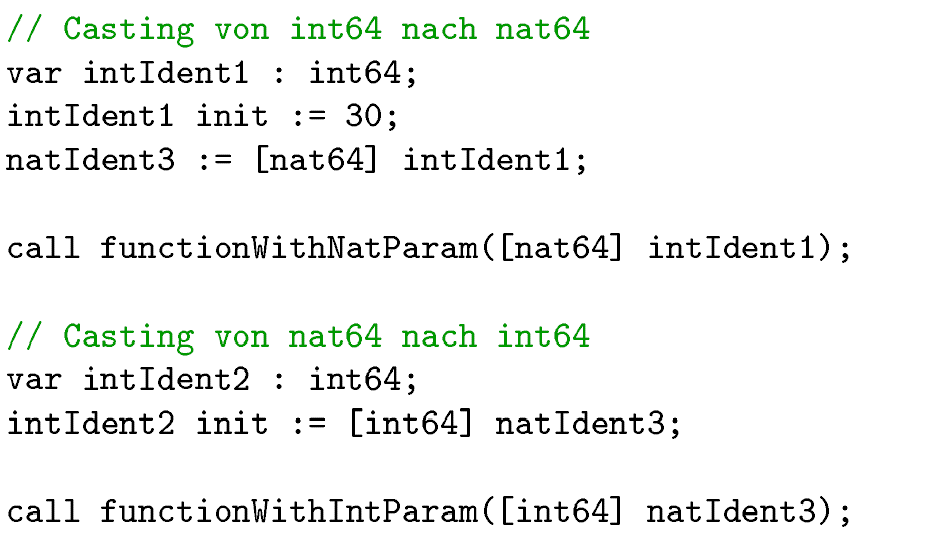 // Casting von int64 nach nat64
var intIdent1 : int64;
intIdent1 init := 30;
natIdent3 := [nat64] intIdent1;
call functionWithNatParam([nat64] intIdent1);
// Casting von nat64 nach int64
var intIdent2 : int64;
intIdent2 init := [int64] natIdent3;
call functionWithIntParam([int64] natIdent3);